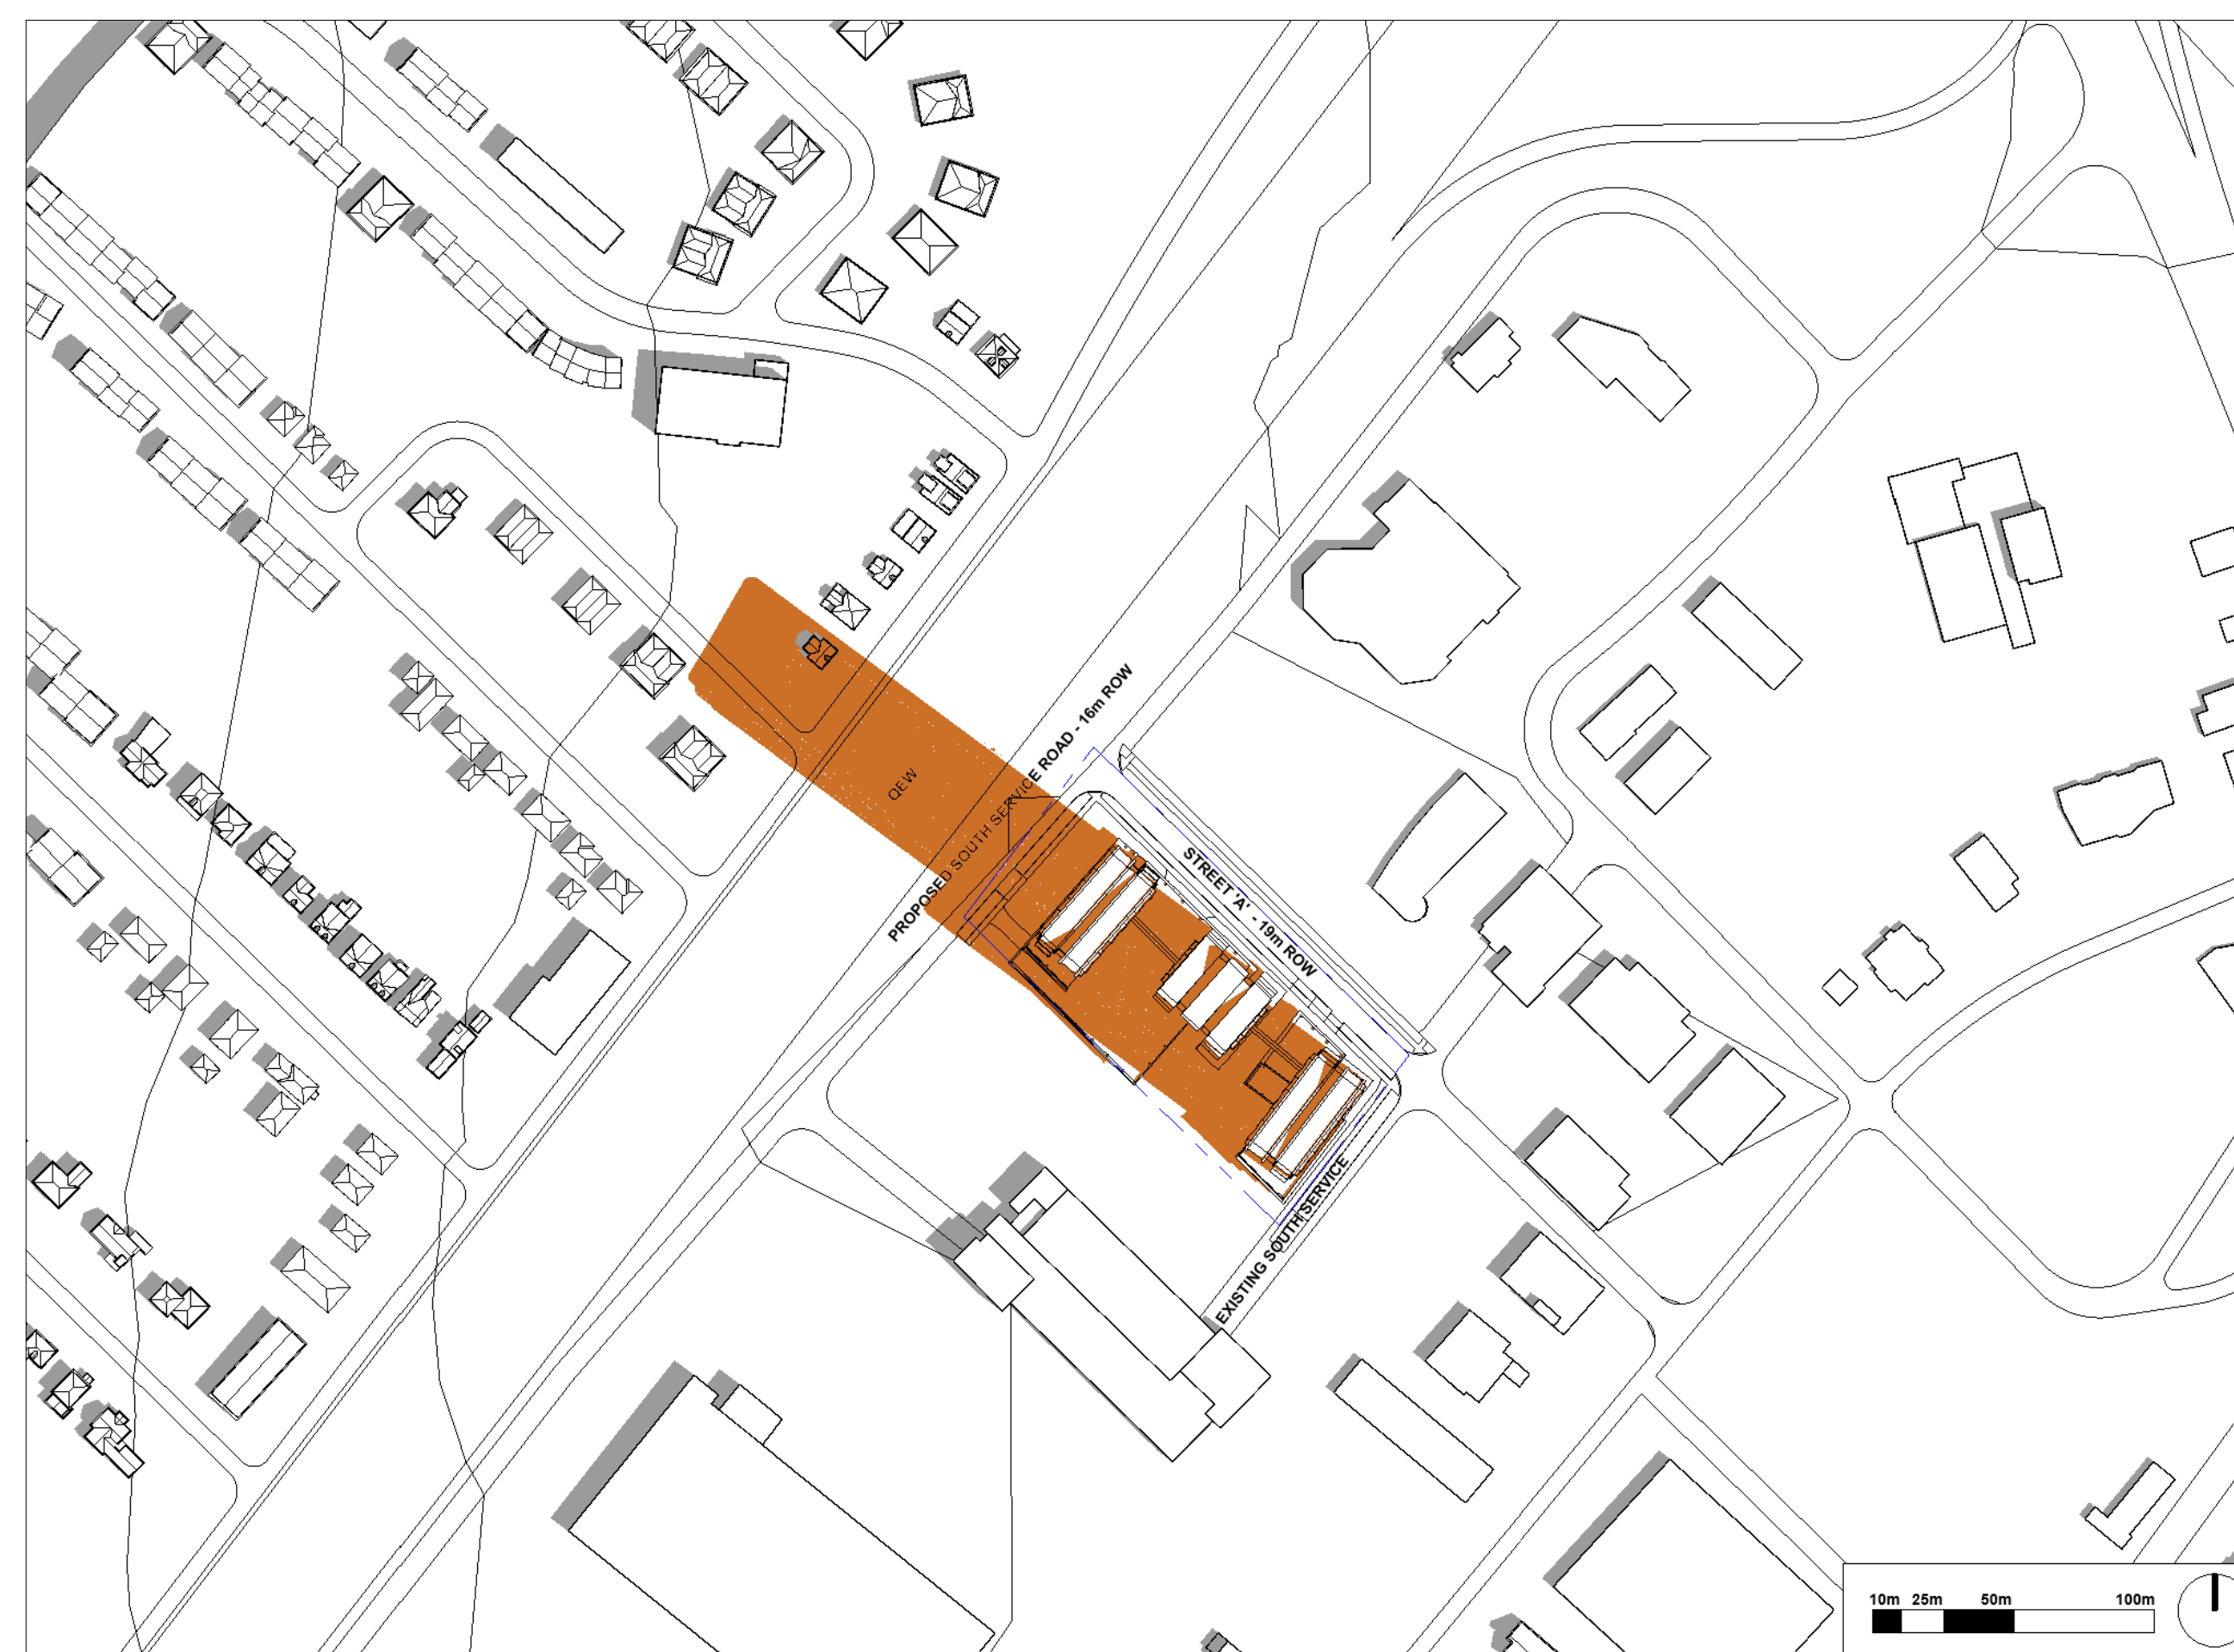 PROPOSED SOUTH SERVICE ROAD - 16m ROW
QEW
STREET 'A' - 19m ROW
EXISTING SOUTH SERVICE
10m 25m 50m 100m